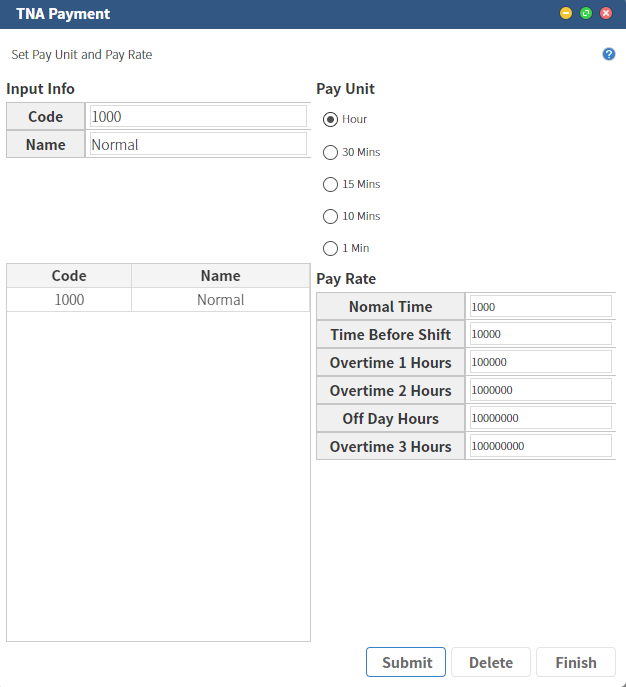 TNA Payment
Set Pay Unit and Pay Rate
?
Input Info
Code 1000
Name Normal
Code Name
1000 Normal
Pay Unit
Hour
30 Mins
15 Mins
10 Mins
1 Min
Pay Rate
Nomal Time 1000
Time Before Shift 10000
Overtime 1 Hours 100000
Overtime 2 Hours 1000000
Off Day Hours 10000000
Overtime 3 Hours 100000000
Submit Delete Finish